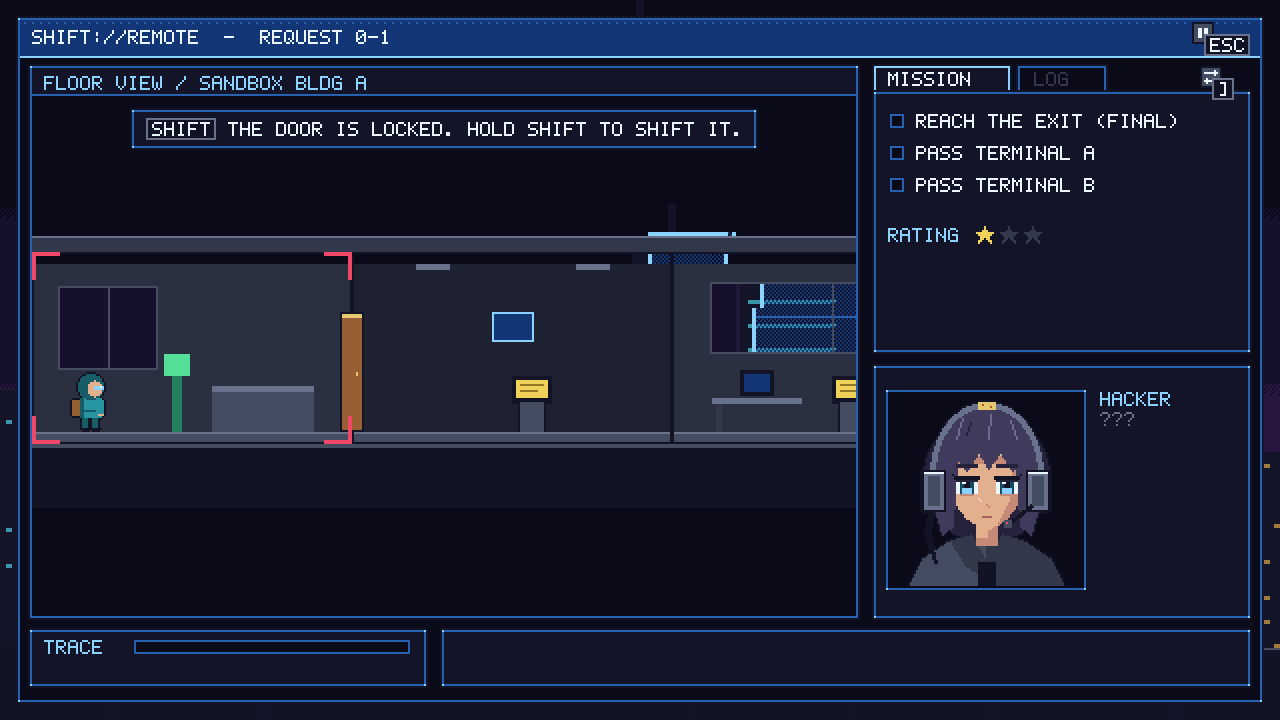 SHIFT://REMOTE - REQUEST 0-1
ESC
FLOOR VIEW / SANDBOX BLDG A
MISSION
LOG
]
SHIFT THE DOOR IS LOCKED. HOLD SHIFT TO SHIFT IT.
REACH THE EXIT (FINAL)
PASS TERMINAL A
PASS TERMINAL B
RATING
HACKER
???
TRACE